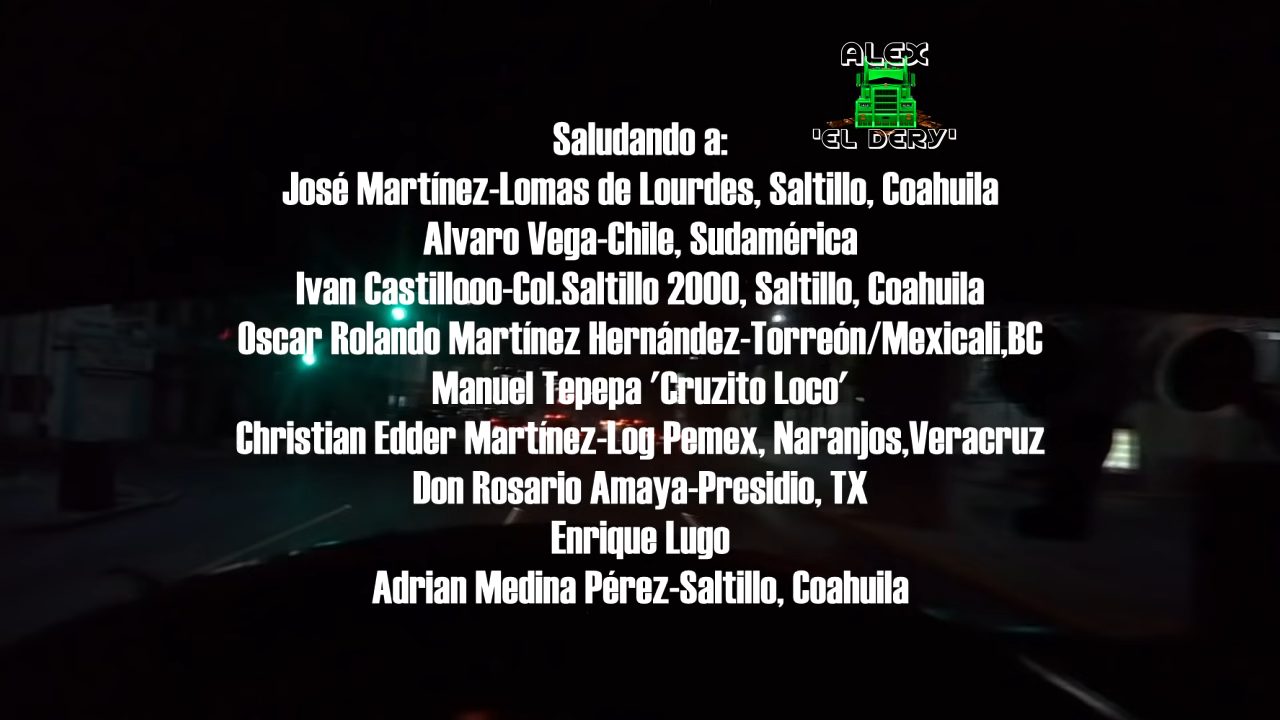 ALEX
'EL DERY'
Saludando a:
José Martínez-Lomas de Lourdes, Saltillo, Coahuila
Alvaro Vega-Chile, Sudamérica
Ivan Castillooo-Col.Saltillo 2000, Saltillo, Coahuila
Oscar Rolando Martínez Hernández-Torreón/Mexicali,BC
Manuel Tepepa 'Cruzito Loco'
Christian Edder Martínez-Log Pemex, Naranjos,Veracruz
Don Rosario Amaya-Presidio, TX
Enrique Lugo
Adrian Medina Pérez-Saltillo, Coahuila